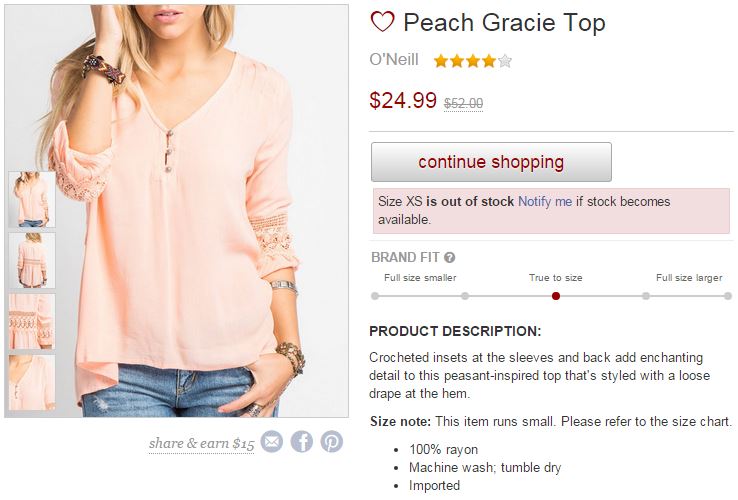 Peach Gracie Top
O'Neill
$24.99 $52.00
continue shopping
Size XS is out of stock Notify me if stock becomes
available.
BRAND FIT ?
Full size smaller True to size Full size larger
PRODUCT DESCRIPTION:
Crocheted insets at the sleeves and back add enchanting
detail to this peasant-inspired top that's styled with a loose
drape at the hem.
Size note: This item runs small. Please refer to the size chart.
• 100% rayon
• Machine wash; tumble dry
• Imported
share & earn $15